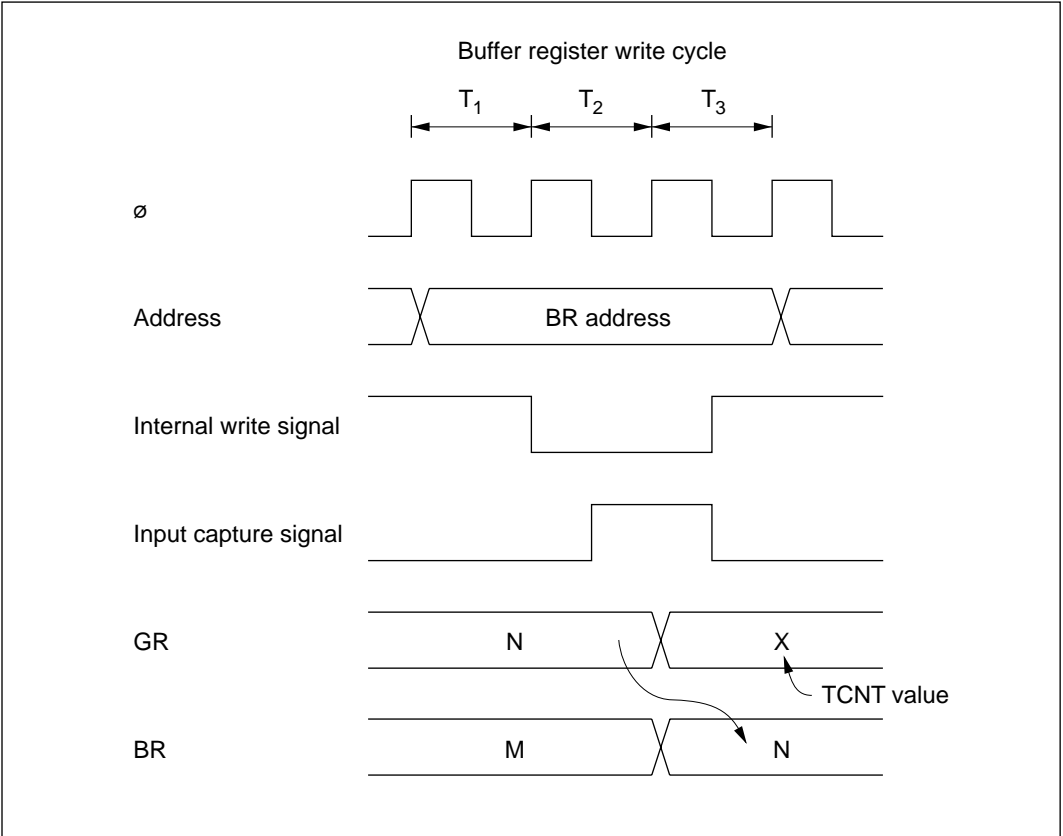 Buffer register write cycle
T1 T2 T3
ø
Address BR address
Internal write signal
Input capture signal
GR N X
TCNT value
BR M N